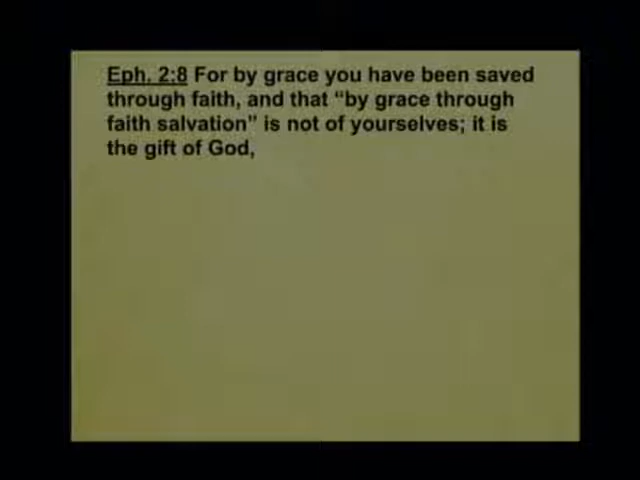 Eph. 2:8 For by grace you have been saved
through faith, and that “by grace through
faith salvation” is not of yourselves; it is
the gift of God,